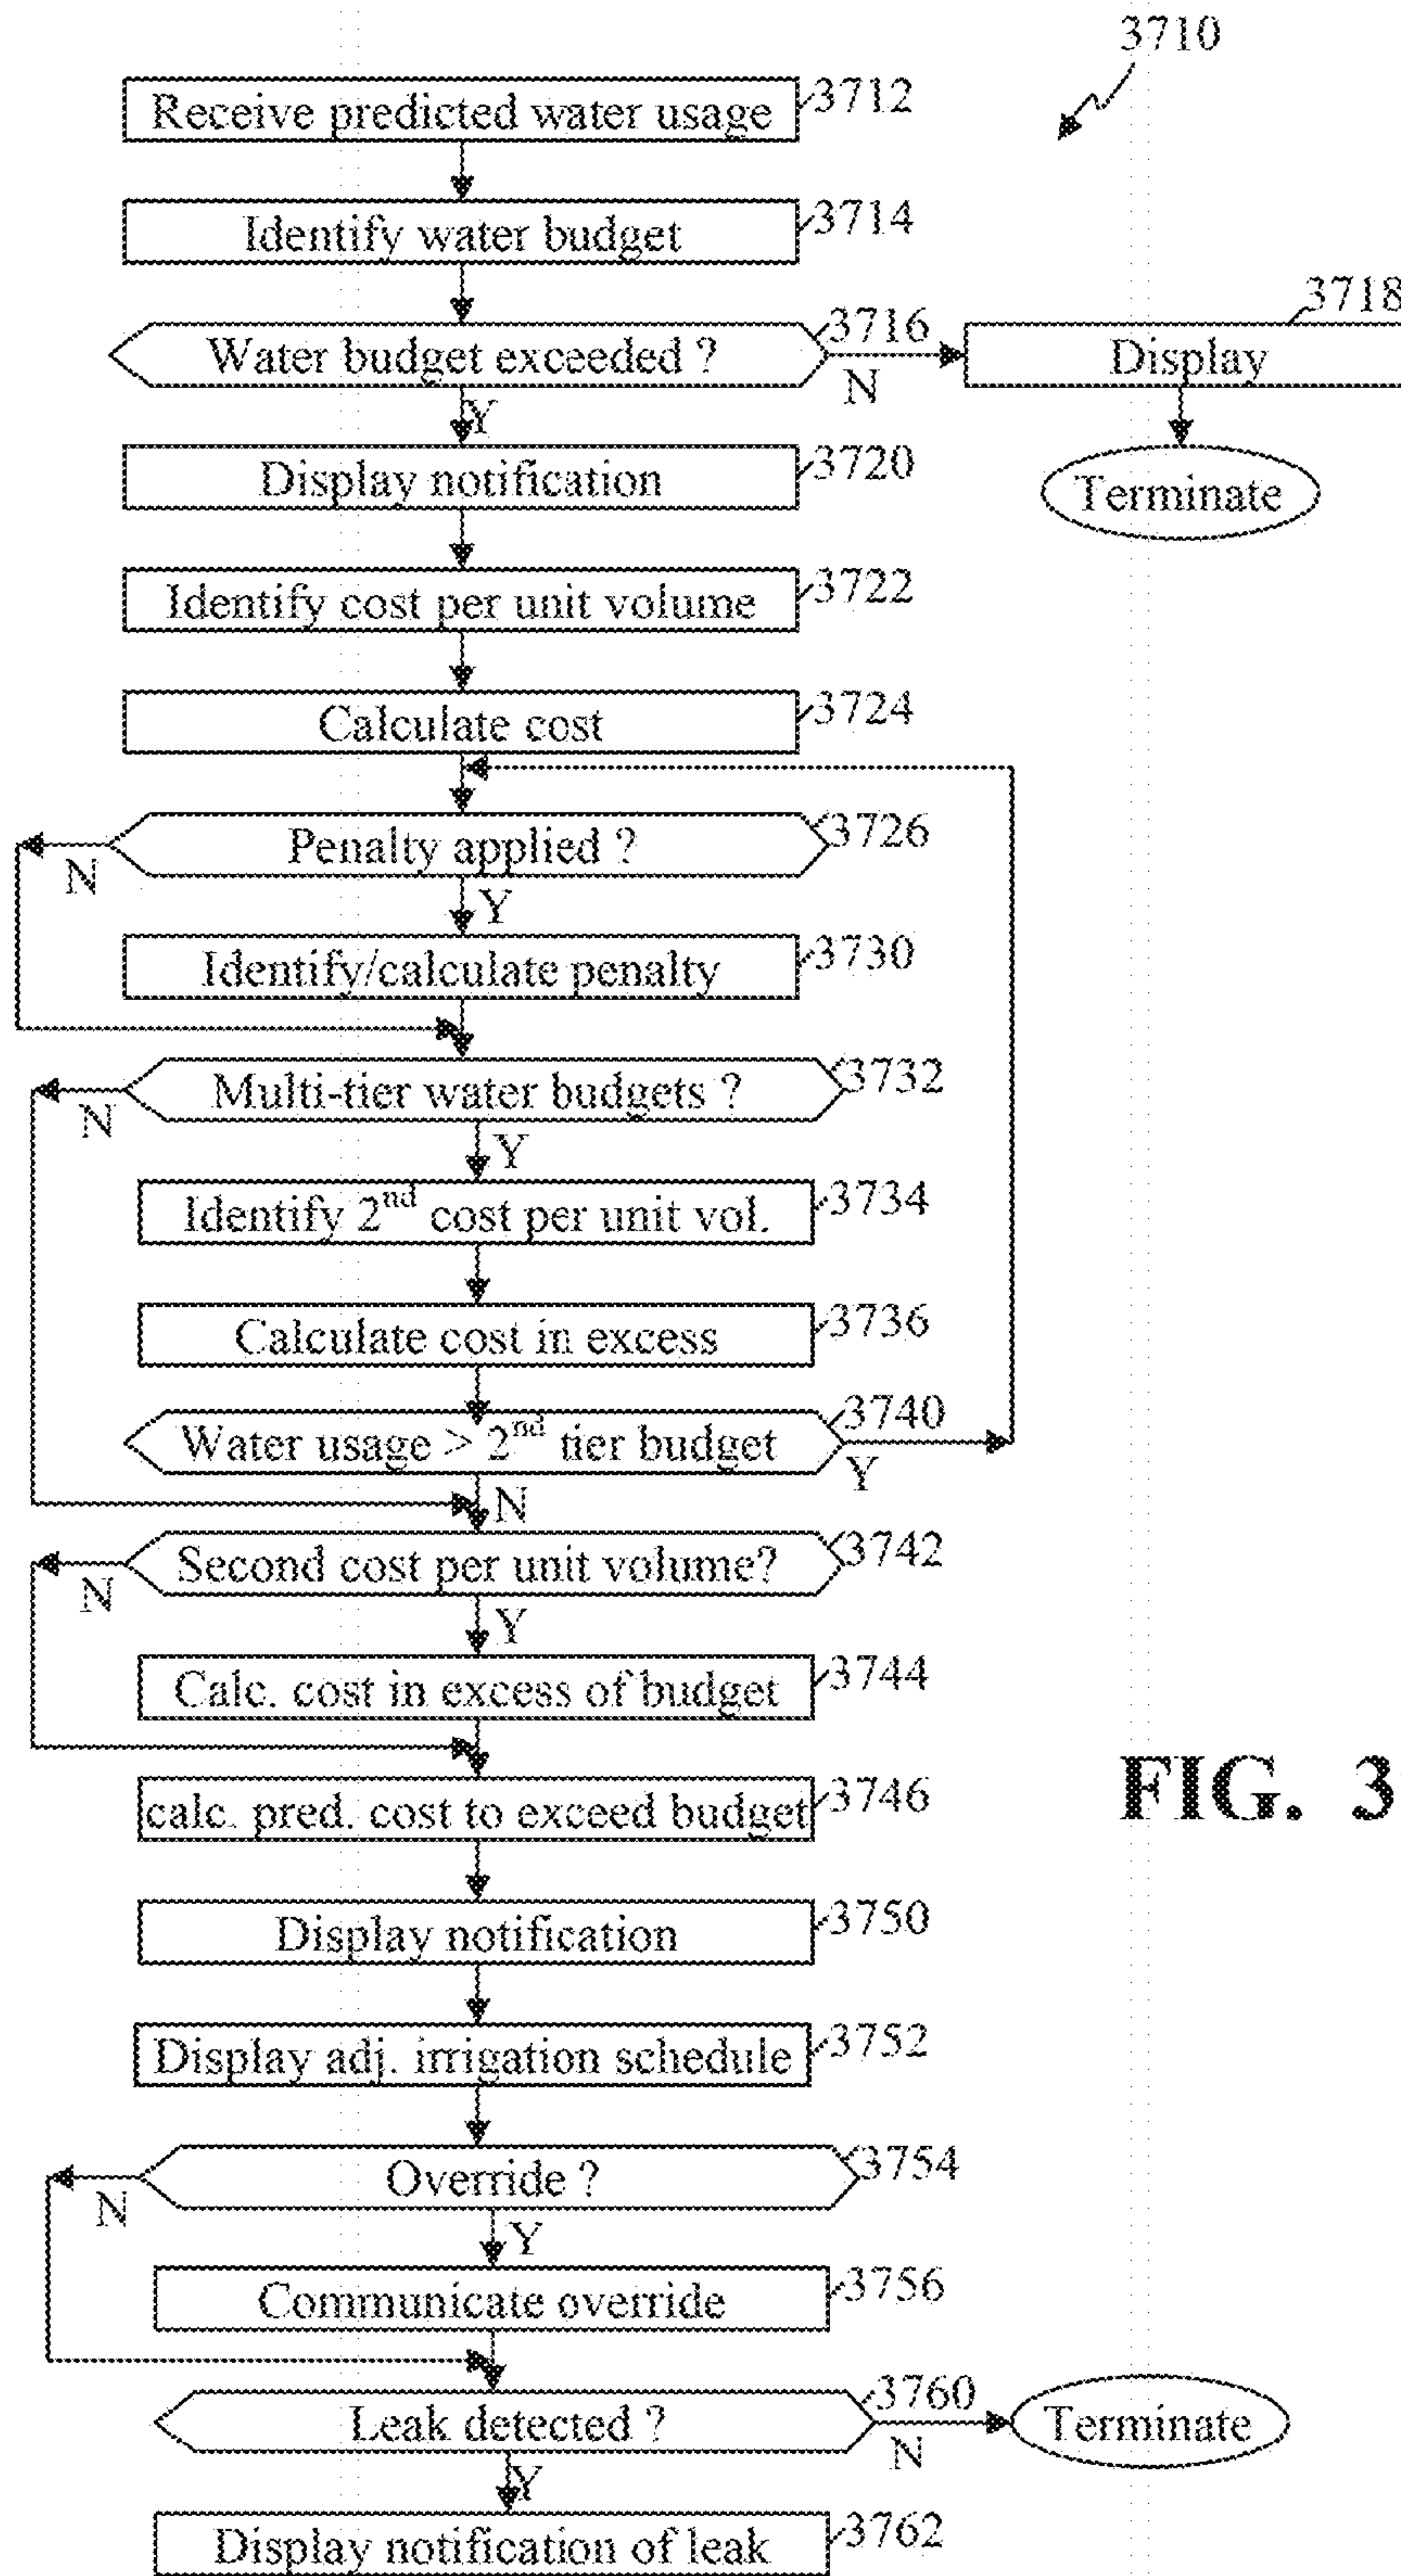 3710
Receive predicted water usage 3712
Identify water budget 3714
3718
Water budget exceeded ? 3716
Display
N
Y
Display notification 3720
Terminate
Identify cost per unit volume 3722
Calculate cost 3724
Penalty applied ? 3726
N
Y
Identify/calculate penalty 3730
Multi-tier water budgets ? 3732
N
Y
Identify 2nd cost per unit vol. 3734
Calculate cost in excess 3736
Water usage > 2nd tier budget 3740
Y
N
Second cost per unit volume? 3742
N
Y
Calc. cost in excess of budget 3744
calc. pred. cost to exceed budget 3746
FIG. 3
Display notification 3750
Display adj. irrigation schedule 3752
Override ? 3754
N
Y
Communicate override 3756
Leak detected ? 3760
Terminate
N
Y
Display notification of leak 3762